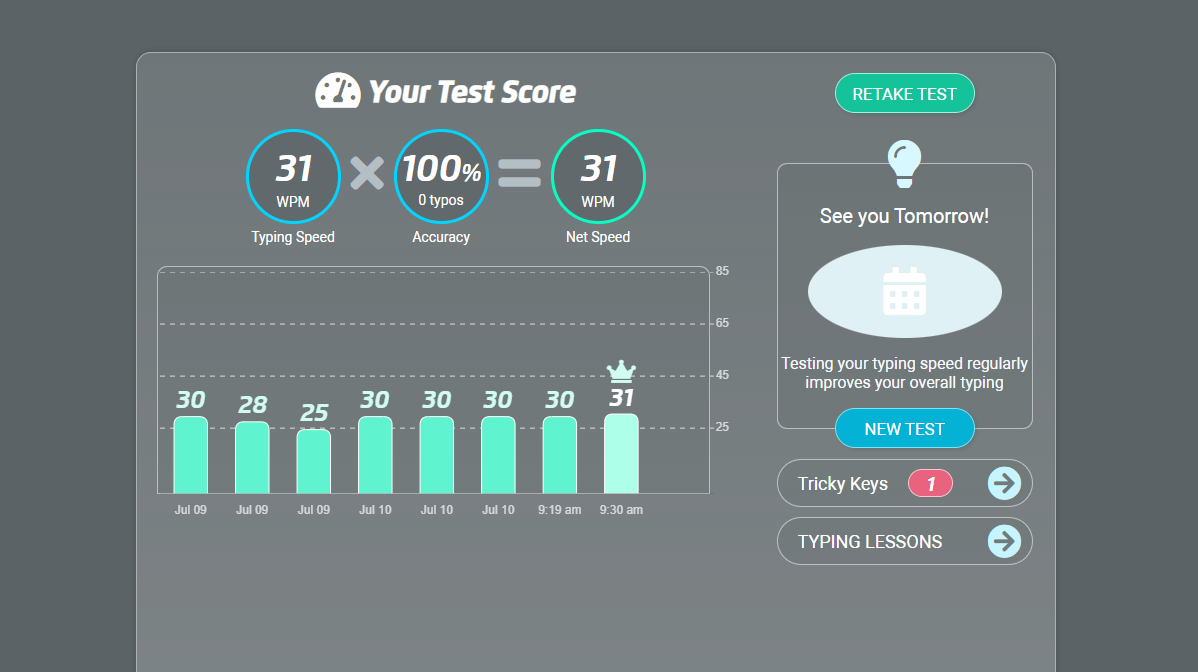 Your Test Score
31
WPM
Typing Speed
100%
0 typos
Accuracy
31
WPM
Net Speed
85
65
45
25
30
28
25
30
30
30
30
31
Jul 09
Jul 09
Jul 09
Jul 10
Jul 10
Jul 10
9:19 am
9:30 am
RETAKE TEST
See you Tomorrow!
Testing your typing speed regularly
improves your overall typing
NEW TEST
Tricky Keys 1
TYPING LESSONS